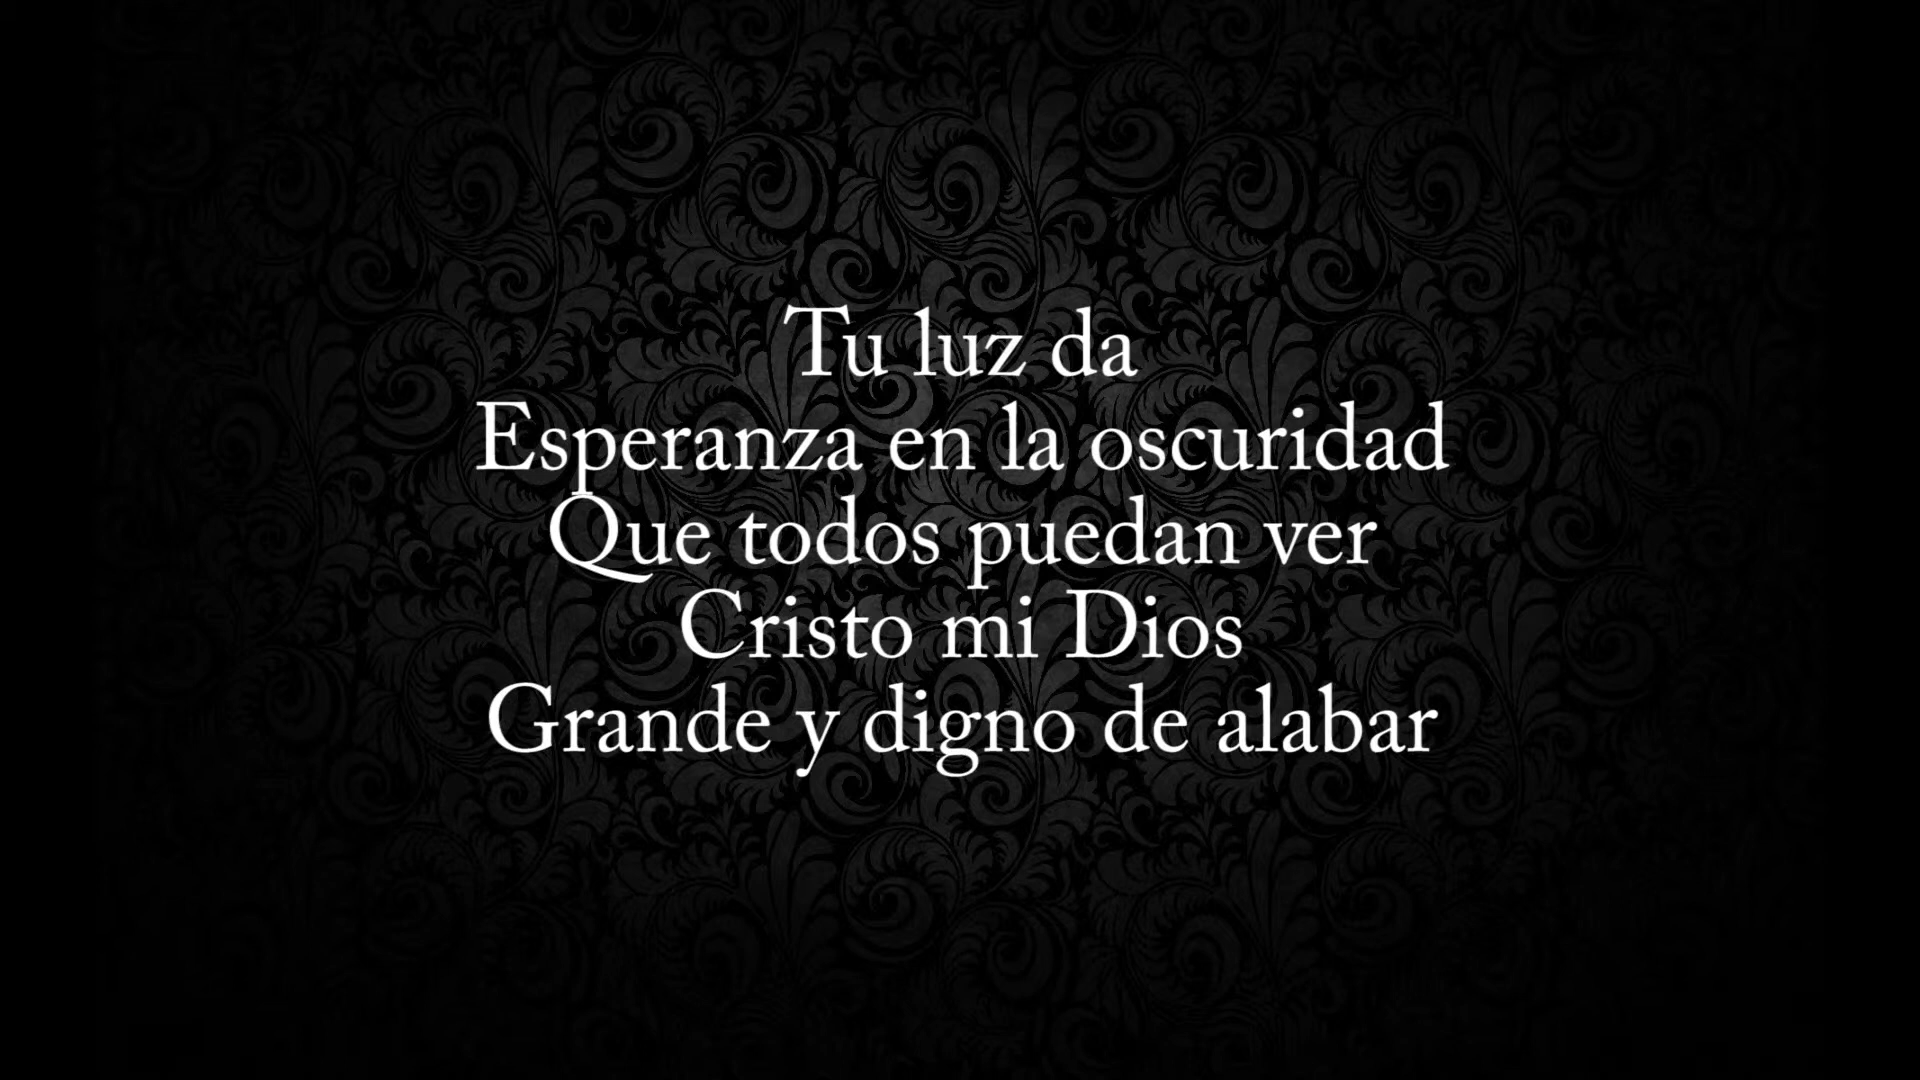 Tu luz da
Esperanza en la oscuridad
Que todos puedan ver
Cristo mi Dios
Grande y digno de alabar